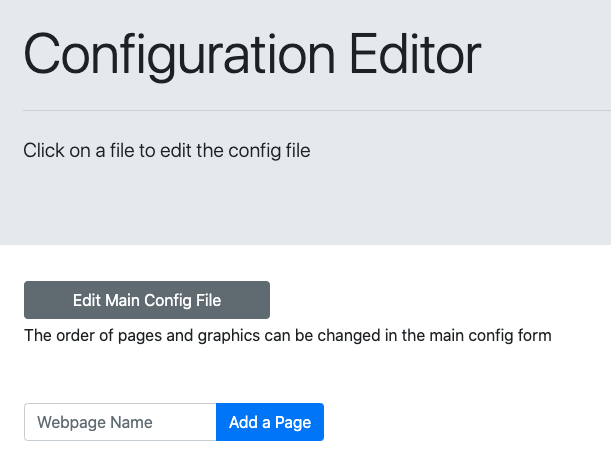 Configuration Editor
Click on a file to edit the config file
Edit Main Config File
The order of pages and graphics can be changed in the main config form
Webpage Name Add a Page